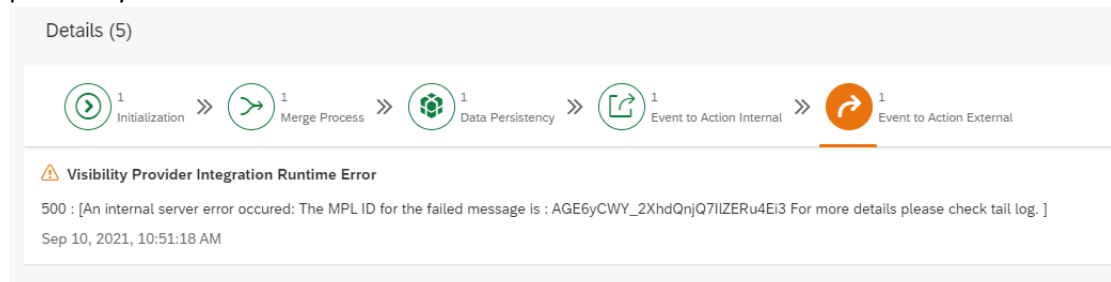 Details (5)
1
Initialization
1
Merge Process
1
Data Persistency
1
Event to Action Internal
1
Event to Action External
Visibility Provider Integration Runtime Error
500 : [An internal server error occured: The MPL ID for the failed message is : AGE6yCWY_2XhdQnjQ7IlZERu4Ei3 For more details please check tail log. ]
Sep 10, 2021, 10:51:18 AM